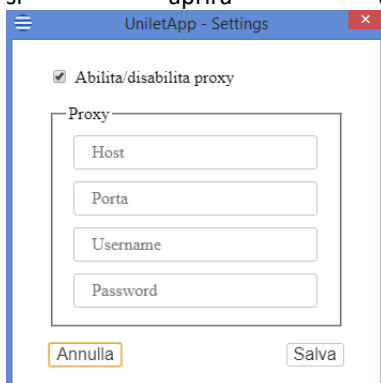 UniletApp - Settings
Abilita/disabilita proxy
Proxy
Host
Porta
Username
Password
Annulla
Salva